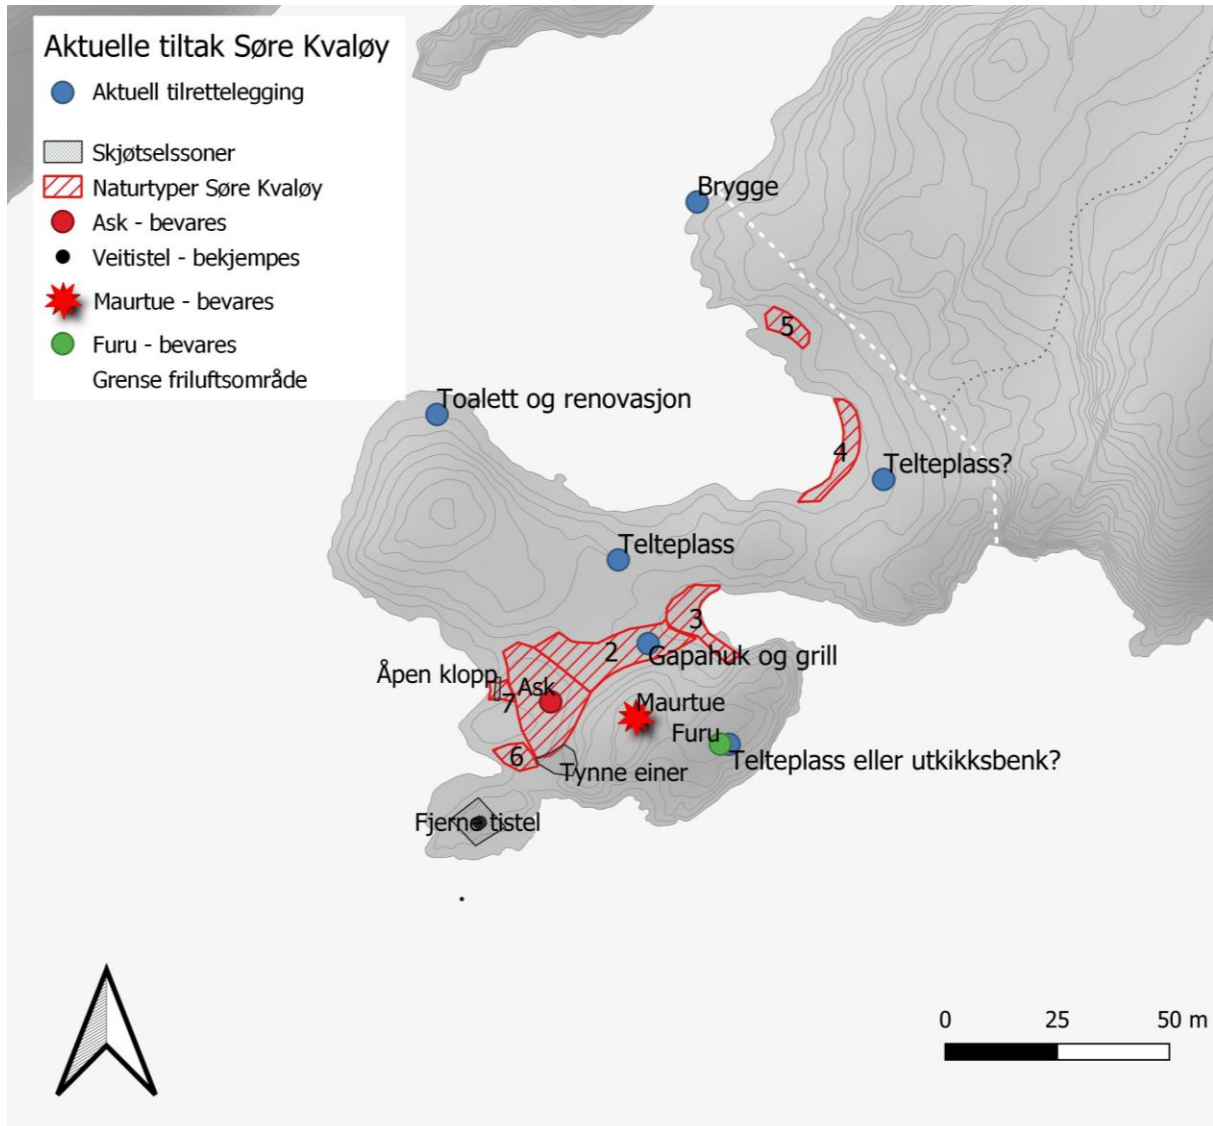 Aktuelle tiltak Søre Kvaløy
Aktuell tilrettelegging
Skjøtselssoner
Naturtyper Søre Kvaløy
Ask - bevares
Veitistel - bekjempes
Maurtue - bevares
Furu - bevares
Grense friluftsområde
Brygge
5
Toalett og renovasjon
4
Telteplass?
Telteplass
3
2
Gapahuk og grill
Åpen klopp
Ask
7
Maurtue
Furu
6
Tynne einer
Telteplass eller utkikksbenk?
Fjerne tistel
0 25 50 m